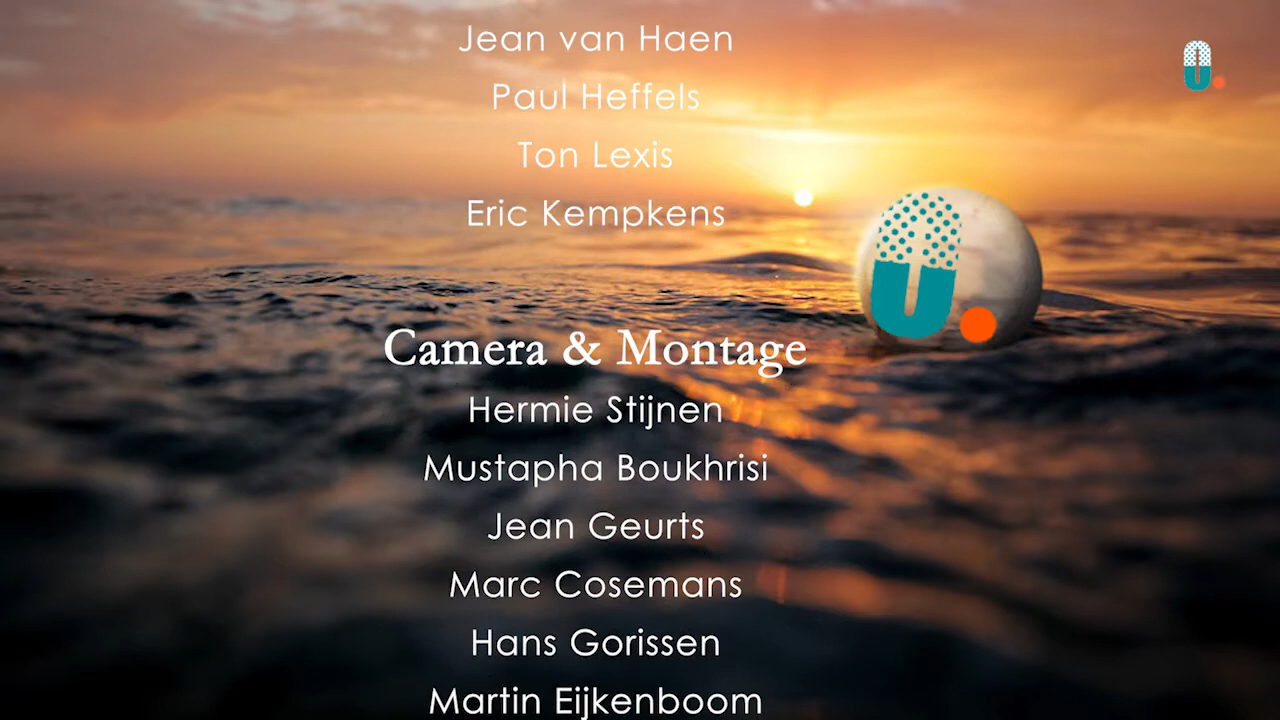 Jean van Haen
Paul Heffels
Ton Lexis
Eric Kempkens
Camera & Montage
Hermie Stijnen
Mustapha Boukhrisi
Jean Geurts
Marc Cosemans
Hans Gorissen
Martin Eijkenboom